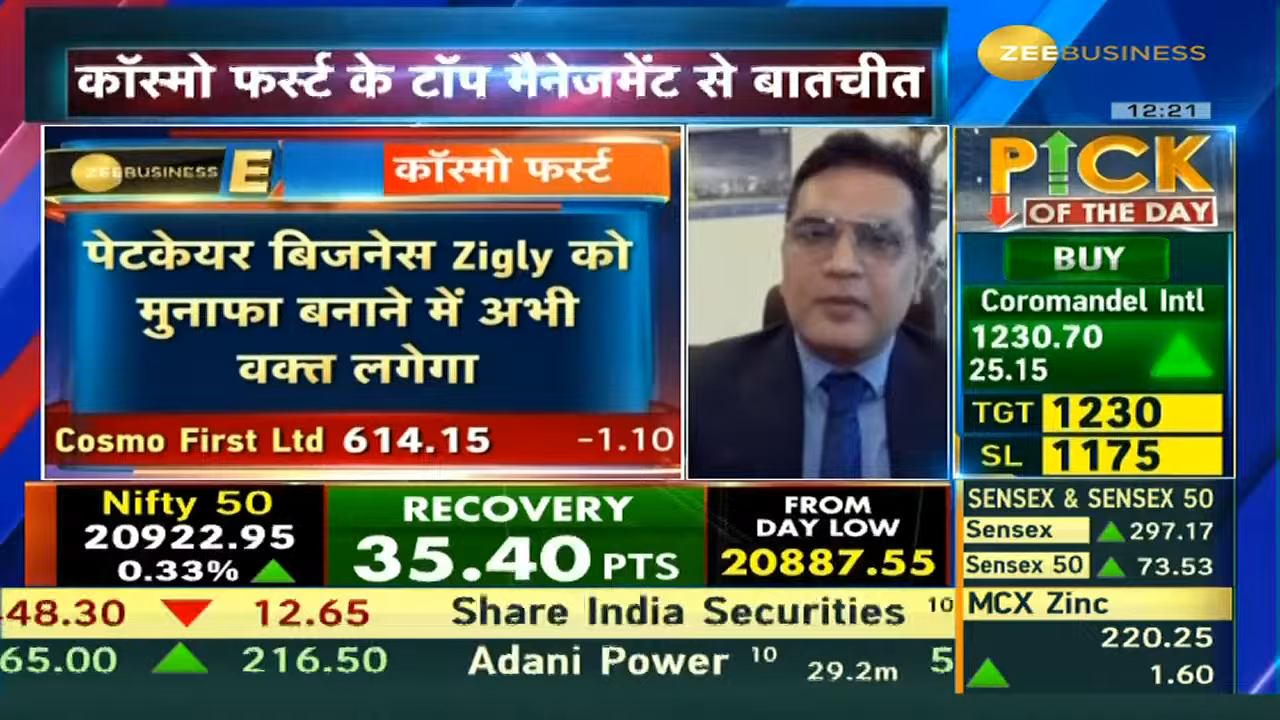 कॉस्मो फर्स्ट के टॉप मैनेजमेंट से बातचीत
ZEEBUSINESS
12:21
ZEEBUSINESS
E
कॉस्मो फर्स्ट
पेटकेयर बिजनेस Zigly को
मुनाफा बनाने में अभी
वक्त लगेगा
Cosmo First Ltd 614.15 -1.10
PICK
OF THE DAY
BUY
Coromandel Intl
1230.70
25.15
TGT 1230
SL 1175
Nifty 50
20922.95
0.33%
RECOVERY
35.40 PTS
FROM
DAY LOW
20887.55
SENSEX & SENSEX 50
Sensex 297.17
Sensex 50 73.53
MCX Zinc
220.25
1.60
48.30 12.65 Share India Securities 10
65.00 216.50 Adani Power 10 29.2m 5